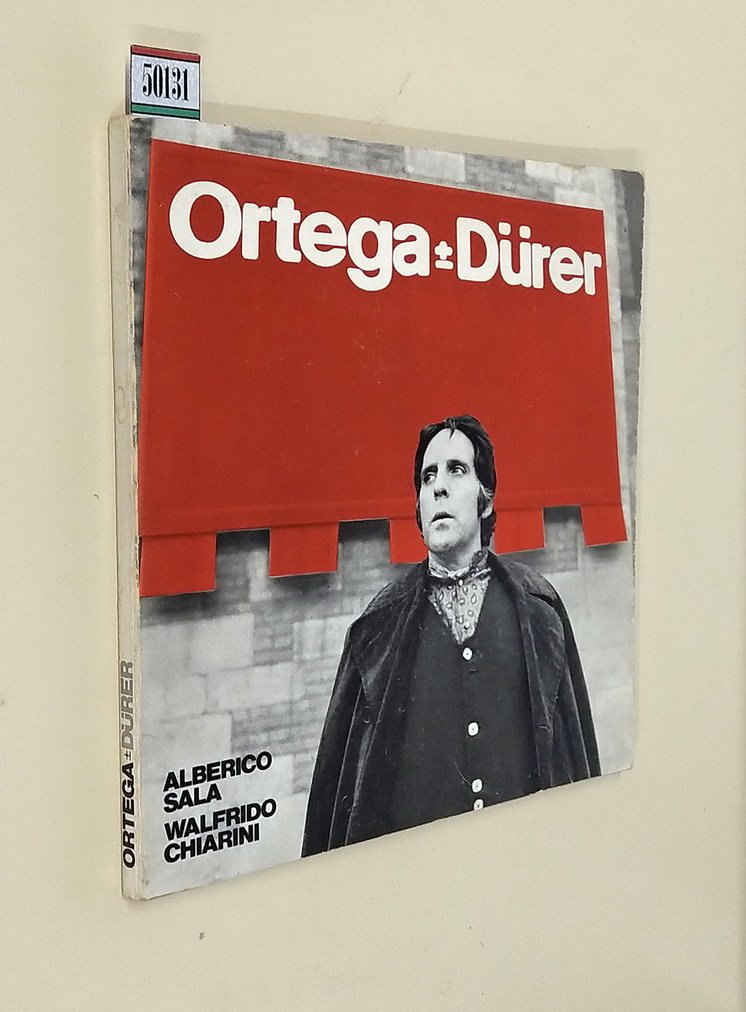 50131
Ortega±Dürer
ALBERICO
SALA
WALFRIDO
CHIARINI
ORTEGA±DÜRER